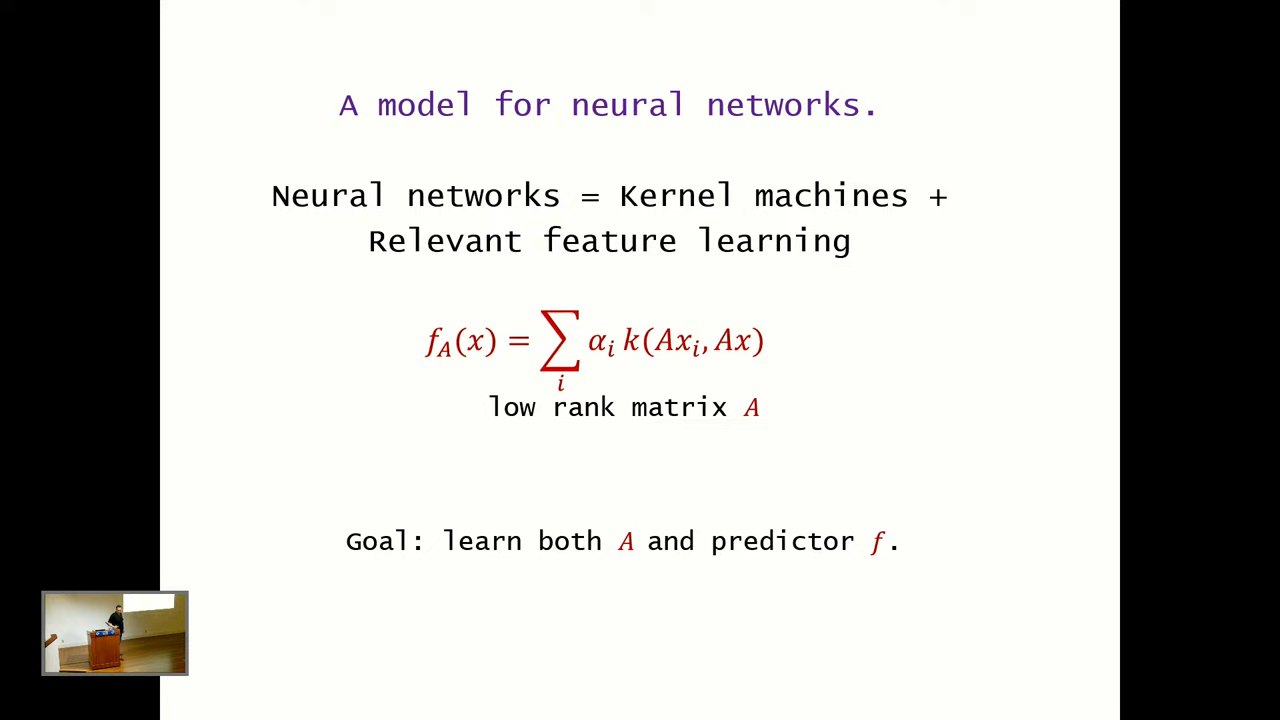 A model for neural networks.
Neural networks = Kernel machines +
Relevant feature learning
f_A(x) = ∑_i α_i k(Ax_i, Ax)
low rank matrix A
Goal: learn both A and predictor f.